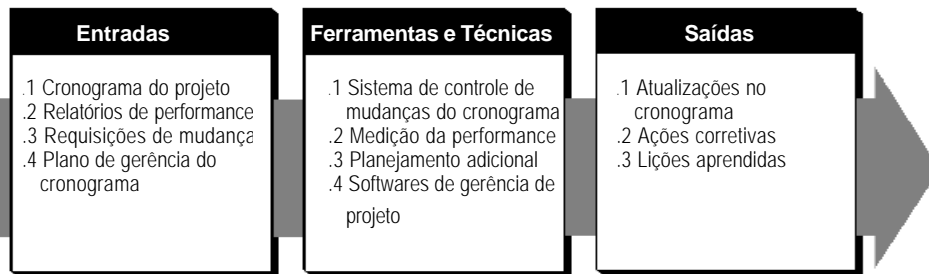 Entradas
.1 Cronograma do projeto
.2 Relatórios de performance
.3 Requisições de mudança
.4 Plano de gerência do
cronograma
Ferramentas e Técnicas
.1 Sistema de controle de
mudanças do cronograma
.2 Medição da performance
.3 Planejamento adicional
.4 Softwares de gerência de
projeto
Saídas
.1 Atualizações no
cronograma
.2 Ações corretivas
.3 Lições aprendidas